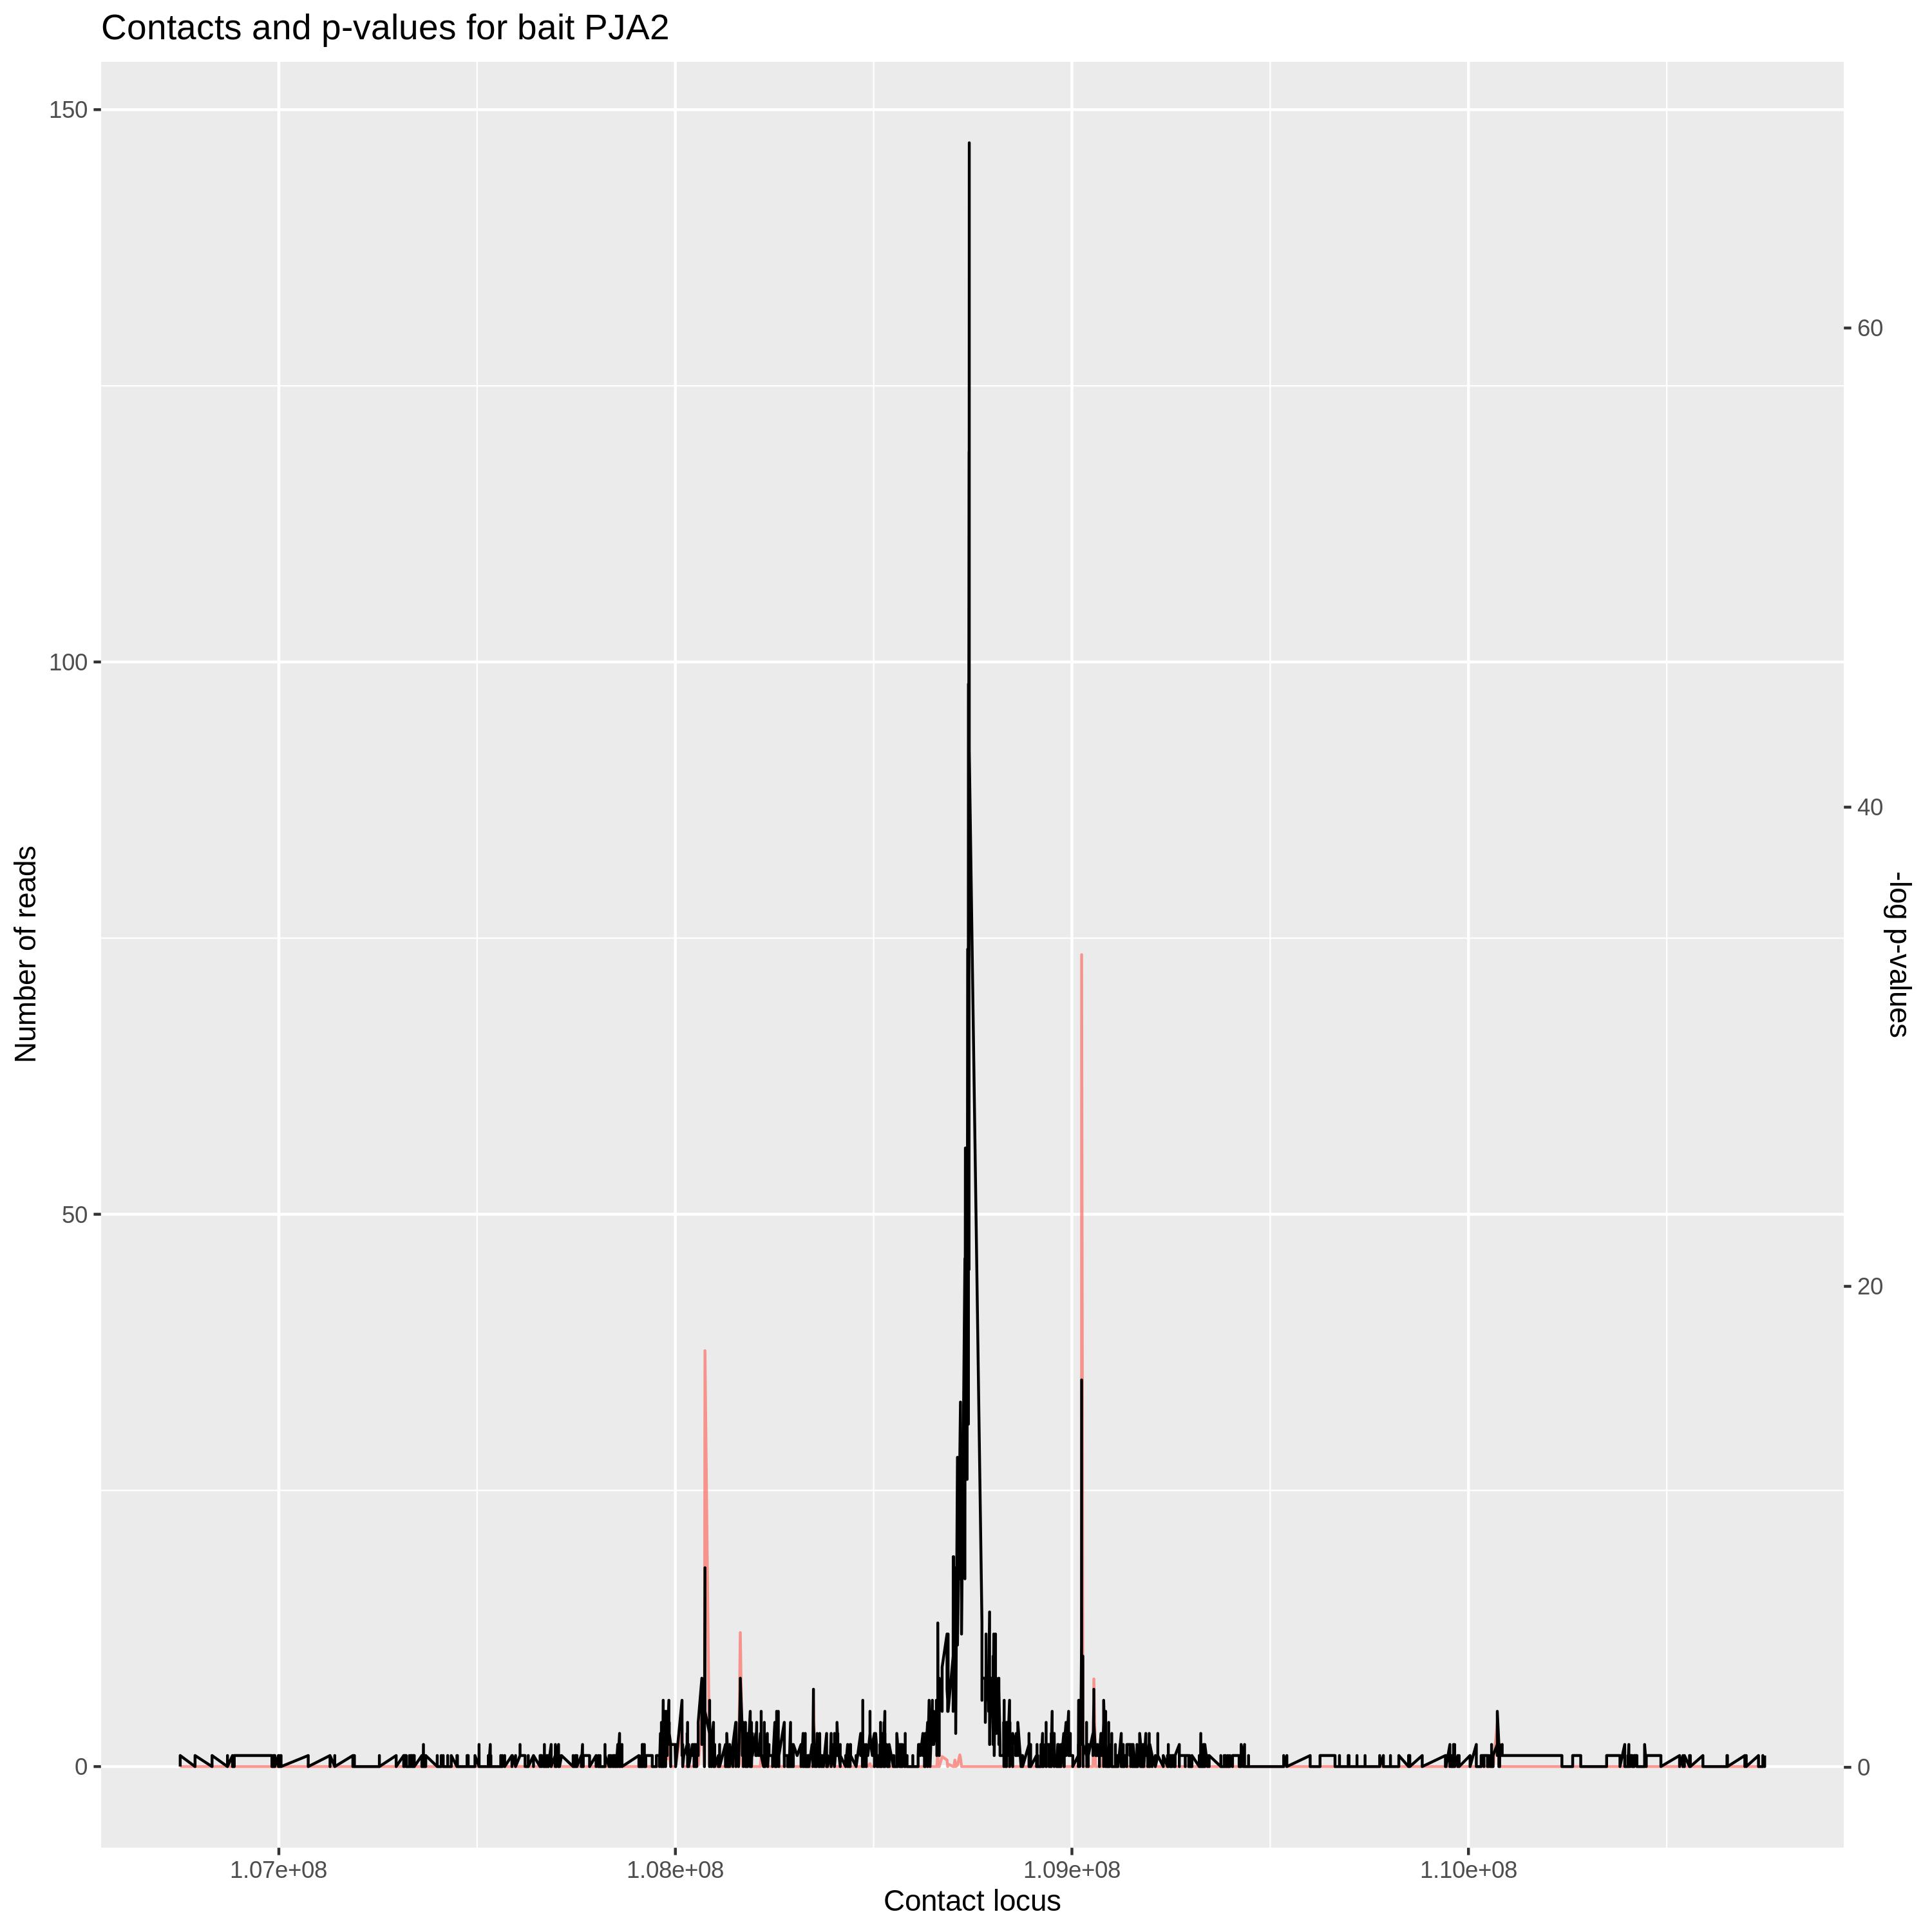 Contacts and p-values for bait PJA2
150
100
50
0
Number of reads
60
40
20
0
-log p-values
1.07e+08
1.08e+08
1.09e+08
1.10e+08
Contact locus